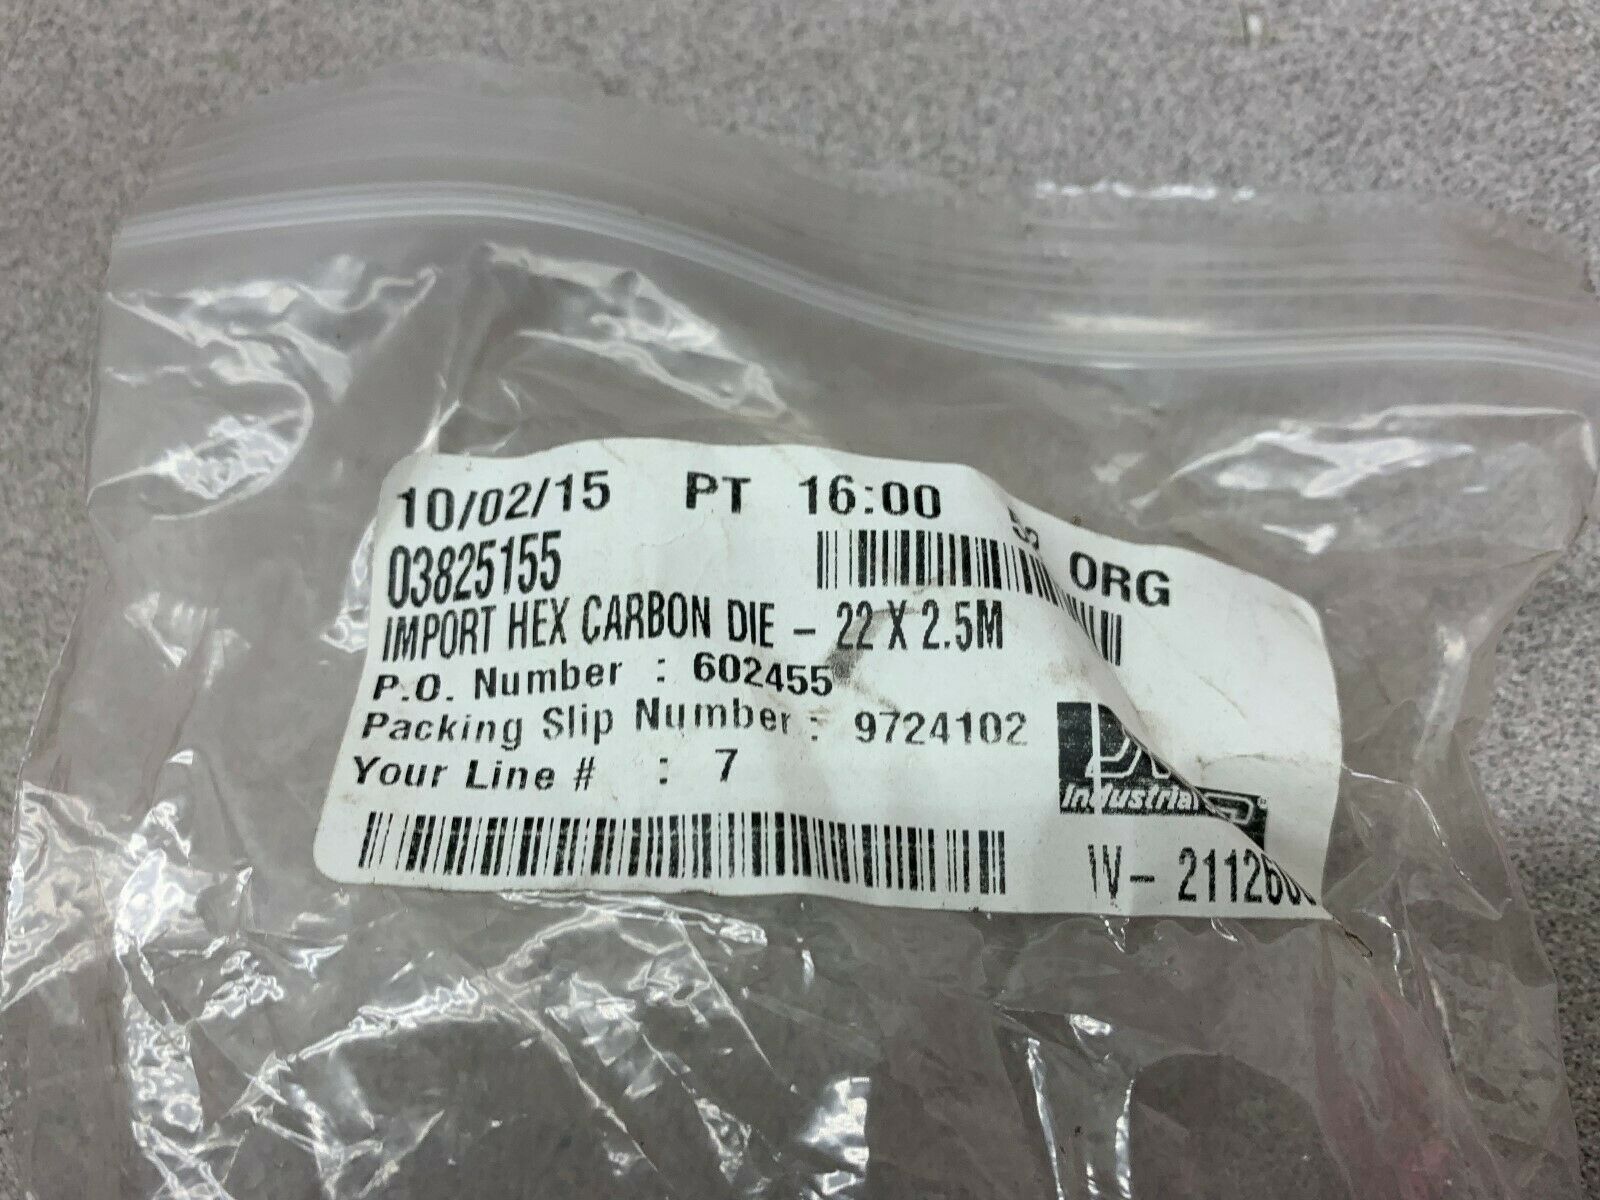 10/02/15 PT 16:00 5 ORG
03825155
IMPORT HEX CARBON DIE - 22 X 2.5M
P.O. Number : 602455
Packing Slip Number : 9724102
Your Line # : 7
Industrial